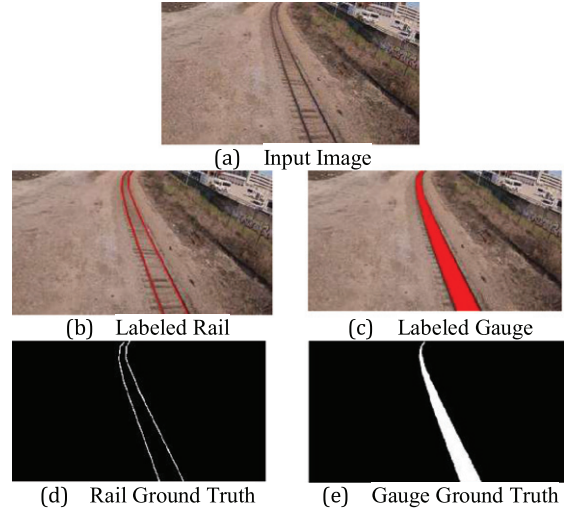 (a) Input Image
(b) Labeled Rail
(c) Labeled Gauge
(d) Rail Ground Truth
(e) Gauge Ground Truth